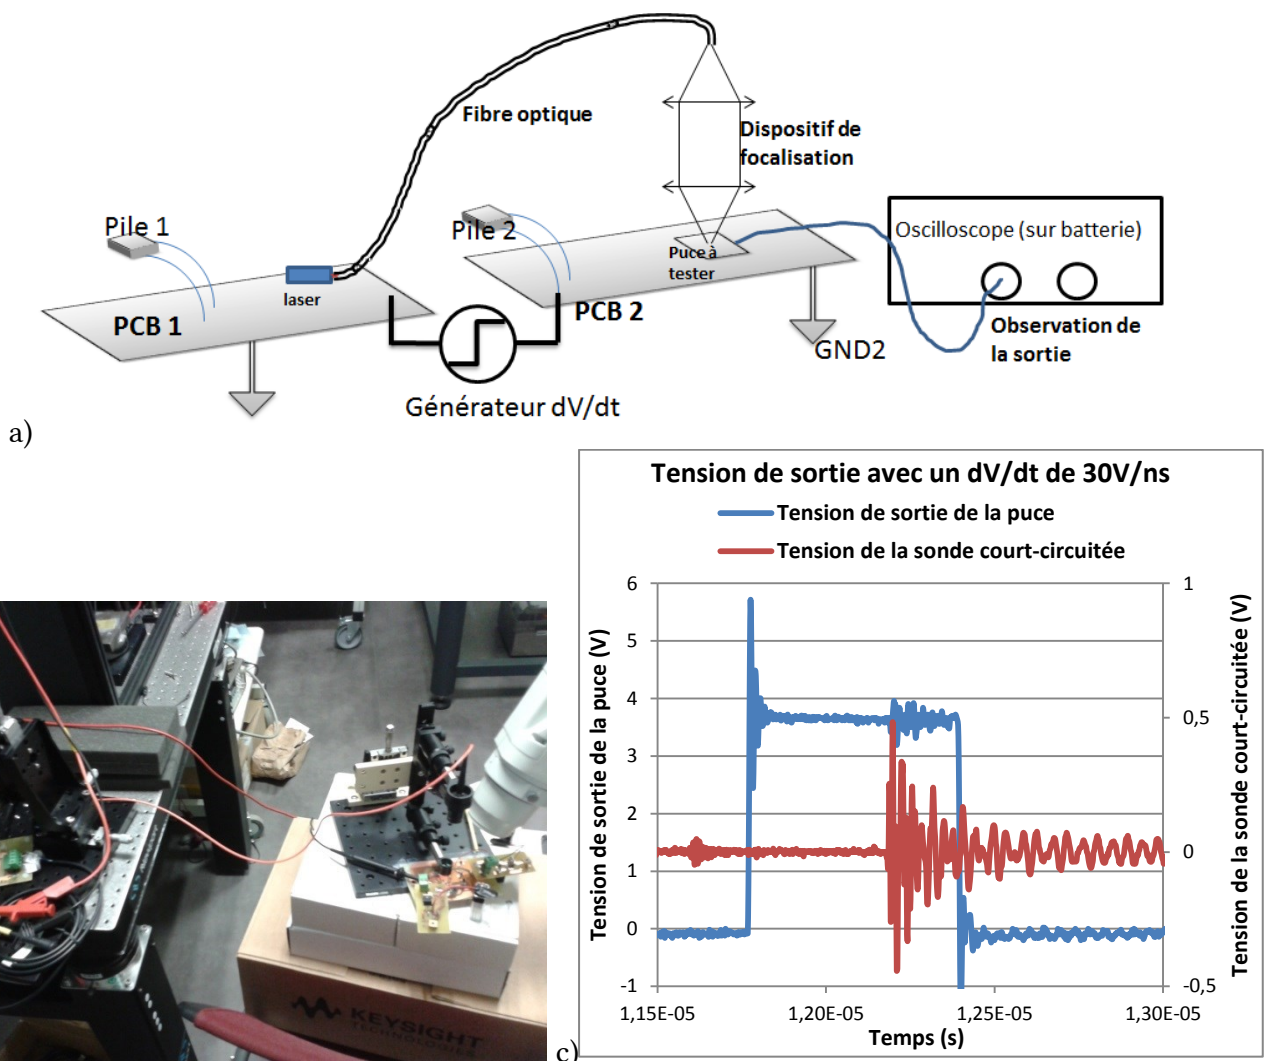 Fibre optique
Dispositif de
focalisation
Pile 1
Pile 2
Oscilloscope (sur batterie)
Puce à
tester
laser
PCB 1
PCB 2
Observation de
la sortie
GND2
Générateur dV/dt
a)
Tension de sortie avec un dV/dt de 30V/ns
Tension de sortie de la puce
Tension de la sonde court-circuitée
6
5
4
3
2
1
0
-1
1
0,5
0
-0,5
Tension de sortie de la puce (V)
Tension de la sonde court-circuitée (V)
1,15E-05
1,20E-05
1,25E-05
1,30E-05
Temps (s)
KEYSIGHT
TECHNOLOGIES
c)